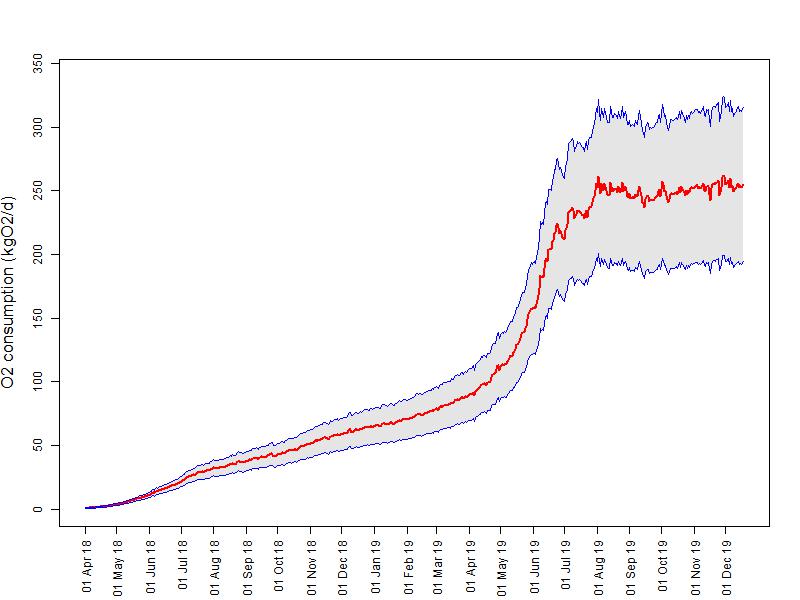 O2 consumption (kgO2/d)
350
300
250
200
150
100
50
0
01 Apr 18
01 May 18
01 Jun 18
01 Jul 18
01 Aug 18
01 Sep 18
01 Oct 18
01 Nov 18
01 Dec 18
01 Jan 19
01 Feb 19
01 Mar 19
01 Apr 19
01 May 19
01 Jun 19
01 Jul 19
01 Aug 19
01 Sep 19
01 Oct 19
01 Nov 19
01 Dec 19